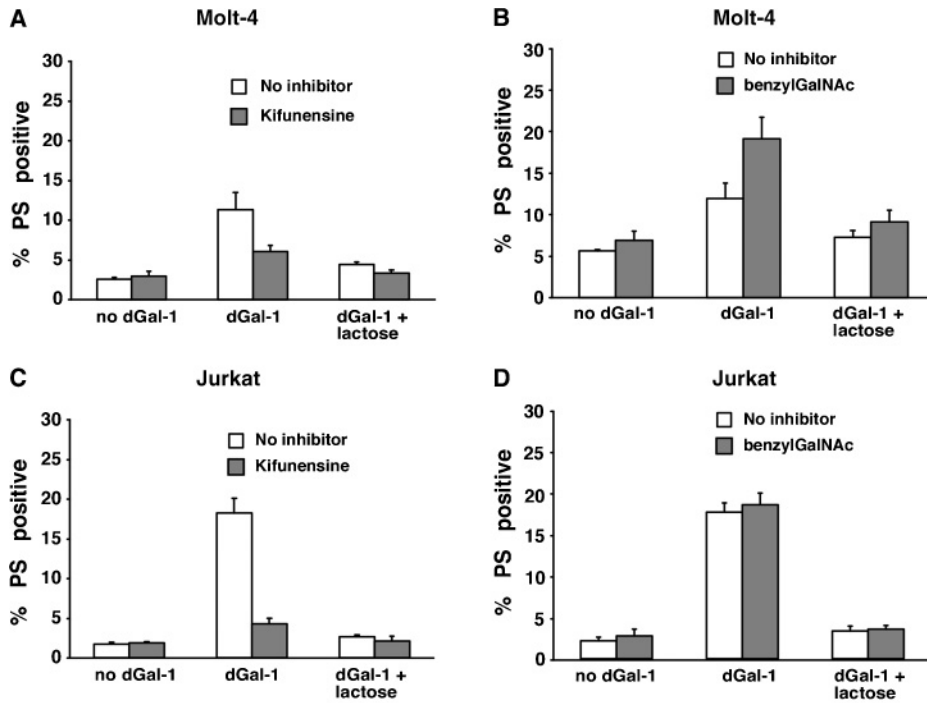 A
Molt-4
% PS positive
30
25
20
15
10
5
0
No inhibitor
Kifunensine
no dGal-1
dGal-1
dGal-1 +
lactose
B
Molt-4
% PS positive
30
25
20
15
10
5
0
No inhibitor
benzylGalNAc
no dGal-1
dGal-1
dGal-1 +
lactose
C
Jurkat
% PS positive
30
25
20
15
10
5
0
No inhibitor
Kifunensine
no dGal-1
dGal-1
dGal-1 +
lactose
D
Jurkat
% PS positive
30
25
20
15
10
5
0
No inhibitor
benzylGalNAc
no dGal-1
dGal-1
dGal-1 +
lactose